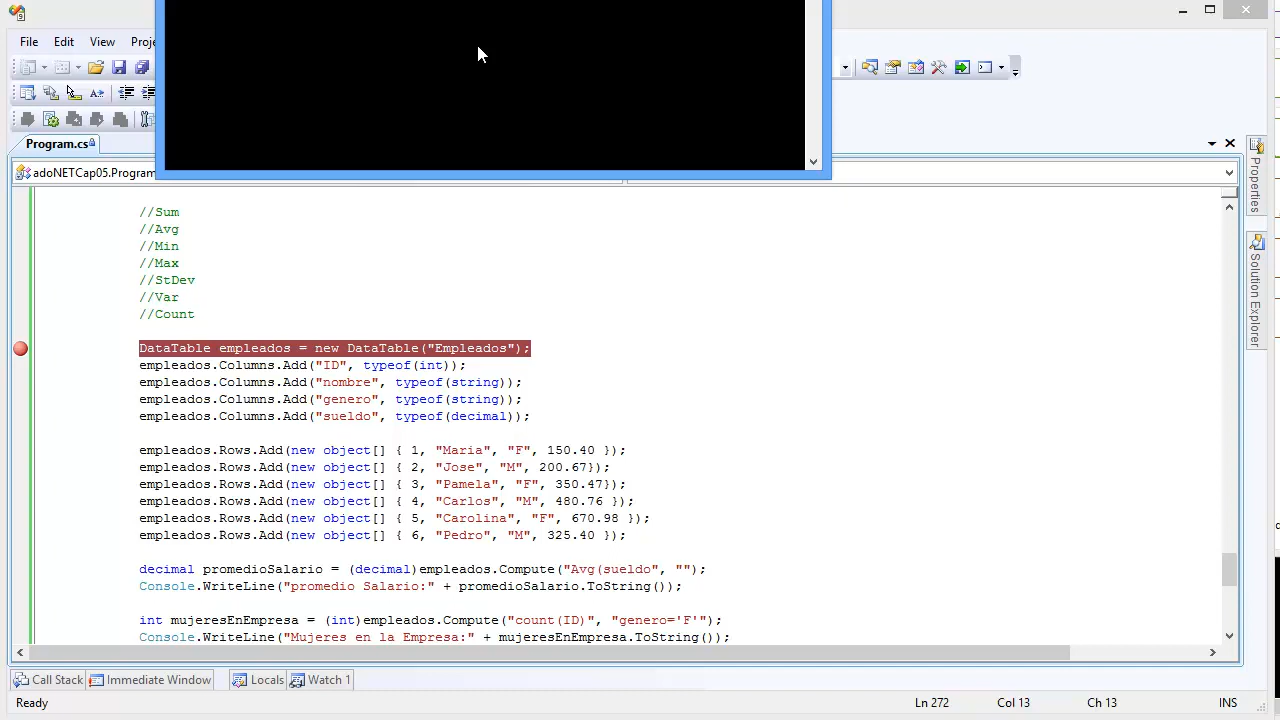 File Edit View Proje
Program.cs
adoNETCap05.Program
//Sum
//Avg
//Min
//Max
//StDev
//Var
//Count
DataTable empleados = new DataTable("Empleados");
empleados.Columns.Add("ID", typeof(int));
empleados.Columns.Add("nombre", typeof(string));
empleados.Columns.Add("genero", typeof(string));
empleados.Columns.Add("sueldo", typeof(decimal));
empleados.Rows.Add(new object[] { 1, "Maria", "F", 150.40 });
empleados.Rows.Add(new object[] { 2, "Jose", "M", 200.67});
empleados.Rows.Add(new object[] { 3, "Pamela", "F", 350.47});
empleados.Rows.Add(new object[] { 4, "Carlos", "M", 480.76 });
empleados.Rows.Add(new object[] { 5, "Carolina", "F", 670.98 });
empleados.Rows.Add(new object[] { 6, "Pedro", "M", 325.40 });
decimal promedioSalario = (decimal)empleados.Compute("Avg(sueldo", "");
Console.WriteLine("promedio Salario:" + promedioSalario.ToString());
int mujeresEnEmpresa = (int)empleados.Compute("count(ID)", "genero='F'");
Console.WriteLine("Mujeres en la Empresa:" + mujeresEnEmpresa.ToString());
Properties
Solution Explorer
Call Stack Immediate Window Locals Watch 1
Ready Ln 272 Col 13 Ch 13 INS